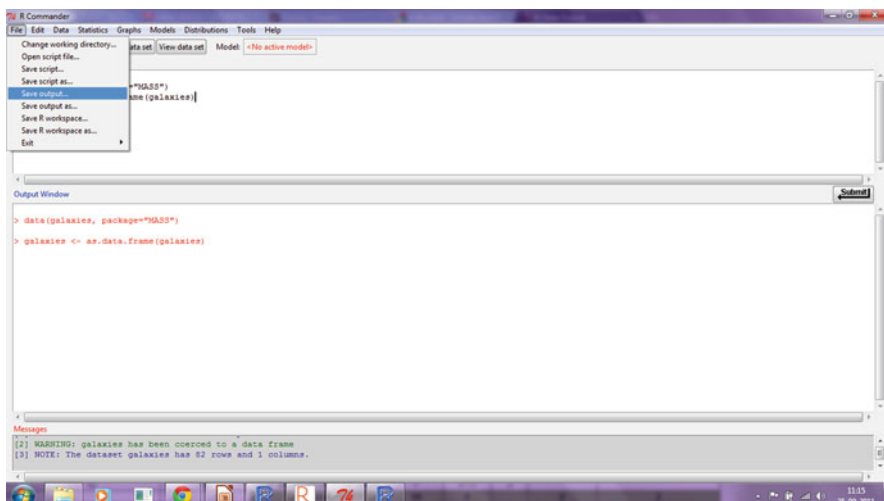 R Commander
File Edit Data Statistics Graphs Models Distributions Tools Help
Change working directory...
Open script file...
Save script...
Save script as...
Save output...
Save output as...
Save R workspace...
Save R workspace as...
Exit
ata set View data set Model: <No active model>
="MASS")
ame(galaxies)
Output Window
Submit
> data(galaxies, package="MASS")
> galaxies <- as.data.frame(galaxies)
Messages
[2] WARNING: galaxies has been coerced to a data frame
[3] NOTE: The dataset galaxies has 82 rows and 1 columns.
11:15